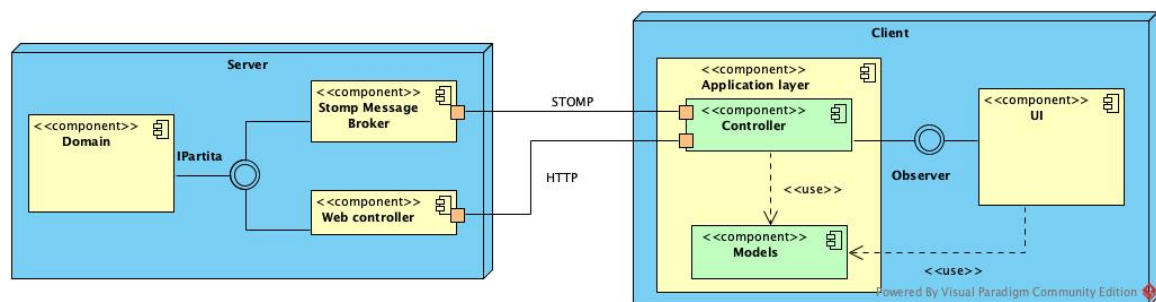 Server
<<component>>
Domain
IPartita
<<component>>
Stomp Message
Broker
<<component>>
Web controller
STOMP
HTTP
Client
<<component>>
Application layer
<<component>>
Controller
<<use>>
<<component>>
Models
Observer
<<component>>
UI
<<use>>
Powered By Visual Paradigm Community Edition